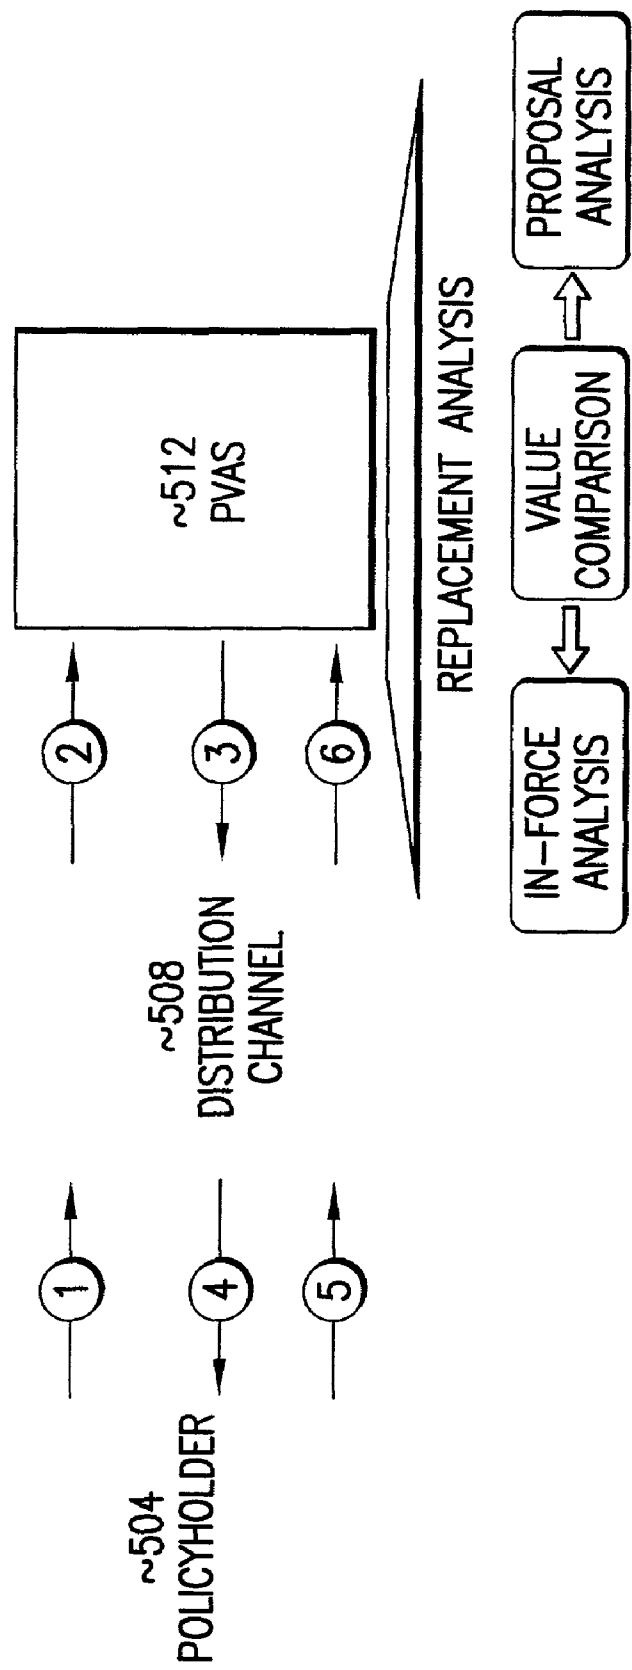 1
2
~504
POLICYHOLDER
4
~508
DISTRIBUTION
CHANNEL
3
~512
PVAS
5
6
REPLACEMENT ANALYSIS
IN-FORCE
ANALYSIS
VALUE
COMPARISON
PROPOSAL
ANALYSIS